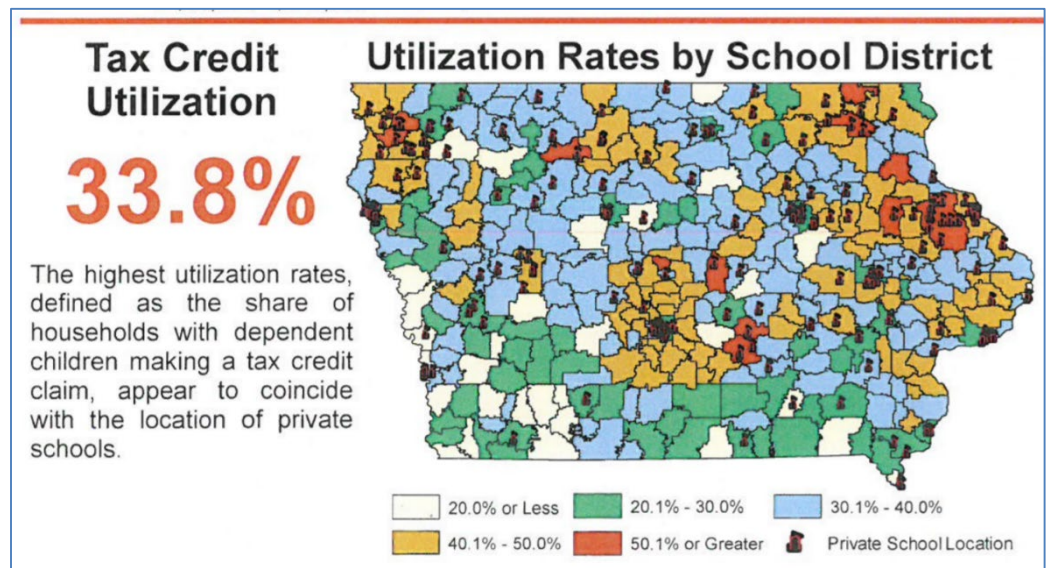 Tax Credit
Utilization
33.8%
The highest utilization rates,
defined as the share of
households with dependent
children making a tax credit
claim, appear to coincide
with the location of private
schools.
Utilization Rates by School District
20.0% or Less
20.1% - 30.0%
30.1% - 40.0%
40.1% - 50.0%
50.1% or Greater
Private School Location